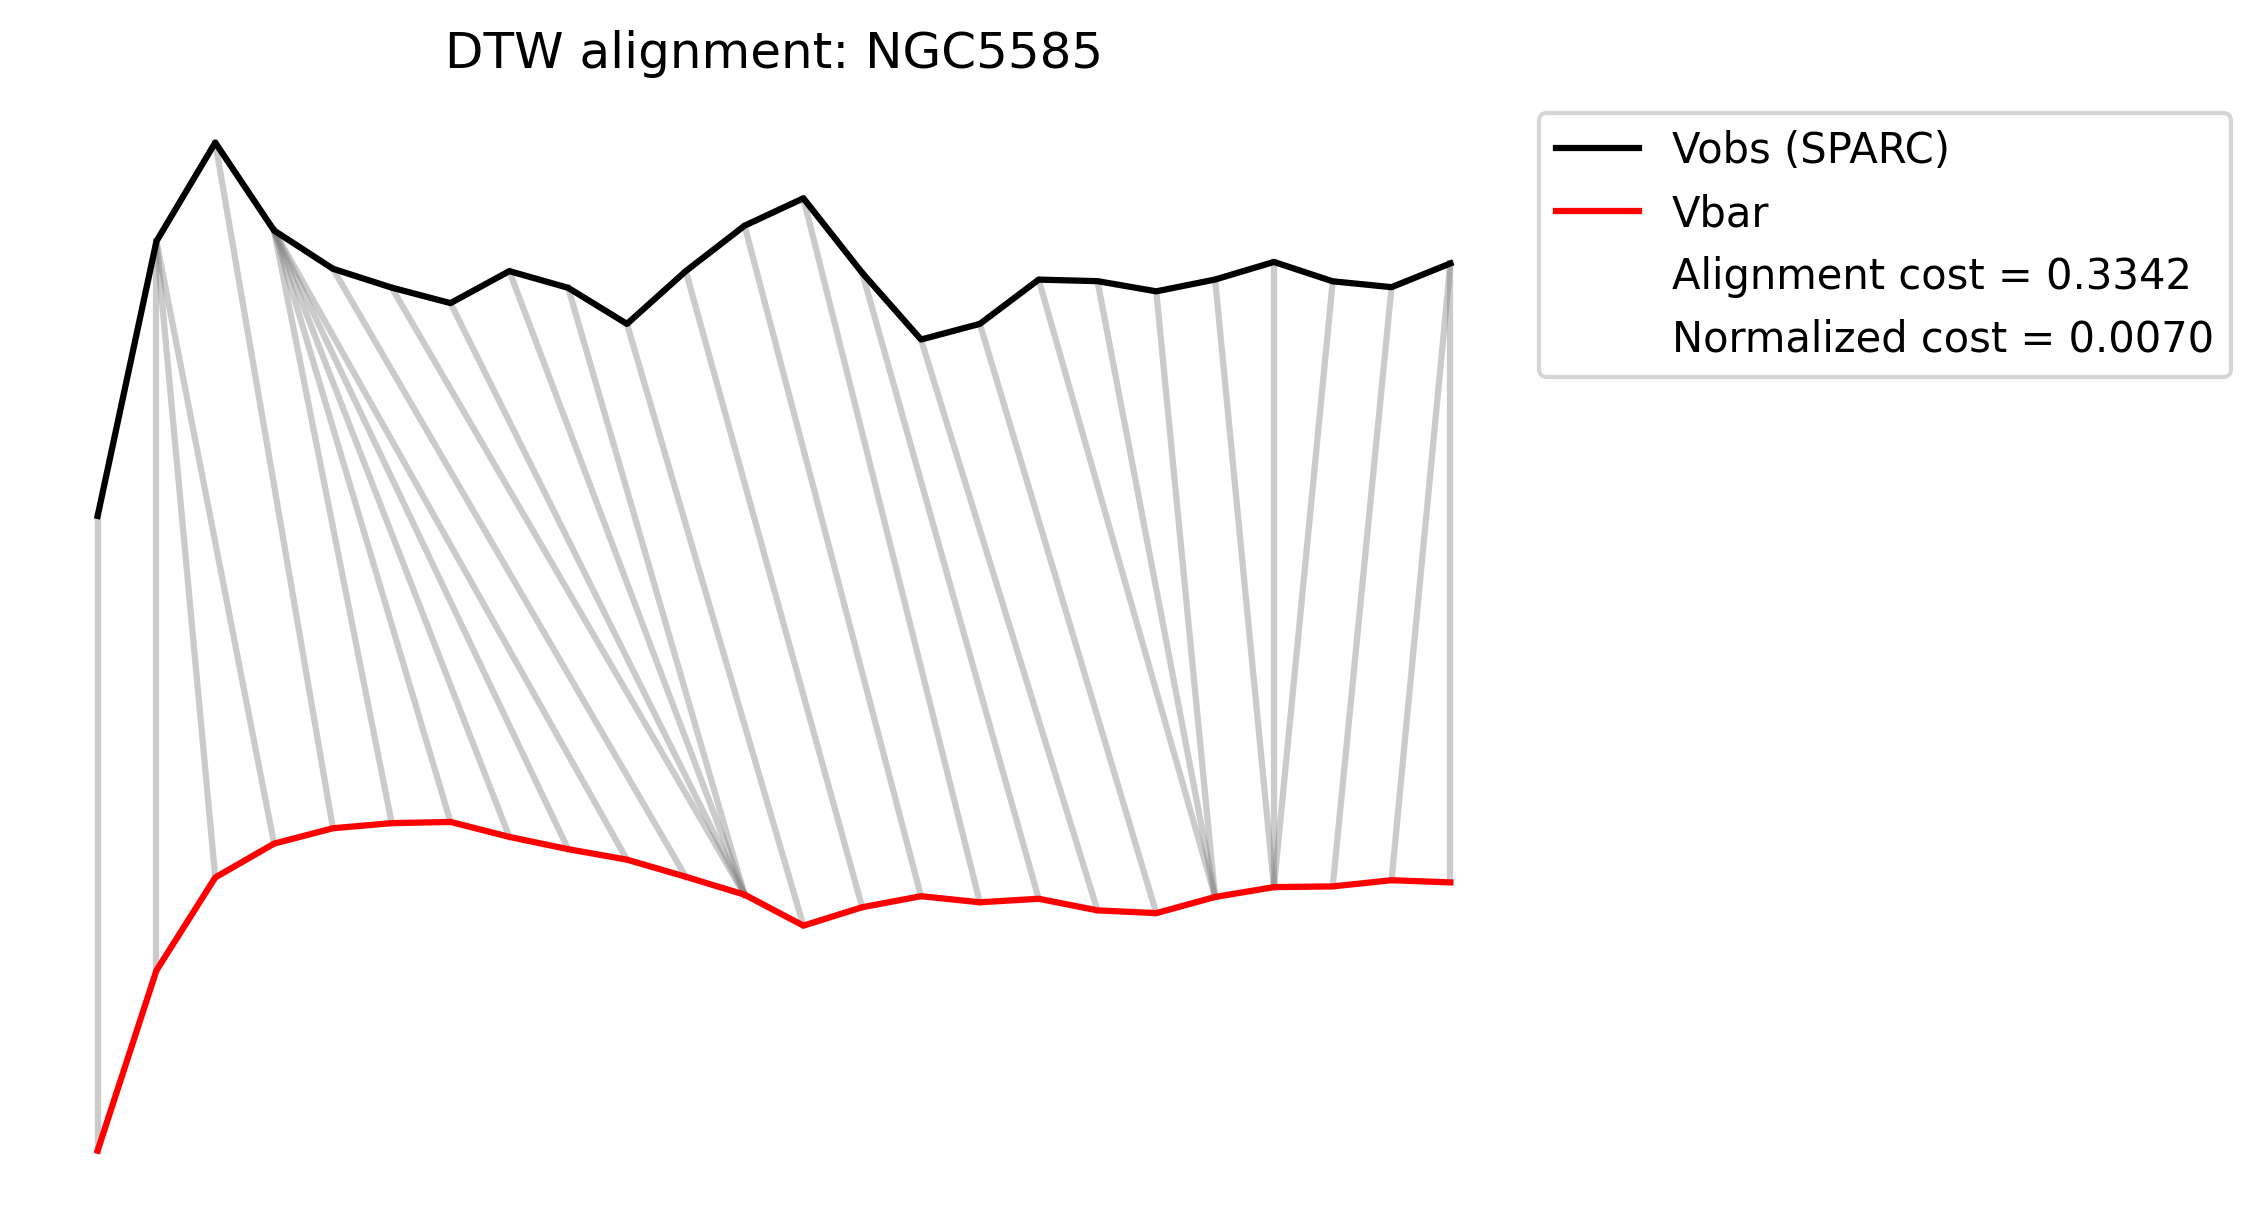 DTW alignment: NGC5585
Vobs (SPARC)
Vbar
Alignment cost = 0.3342
Normalized cost = 0.0070